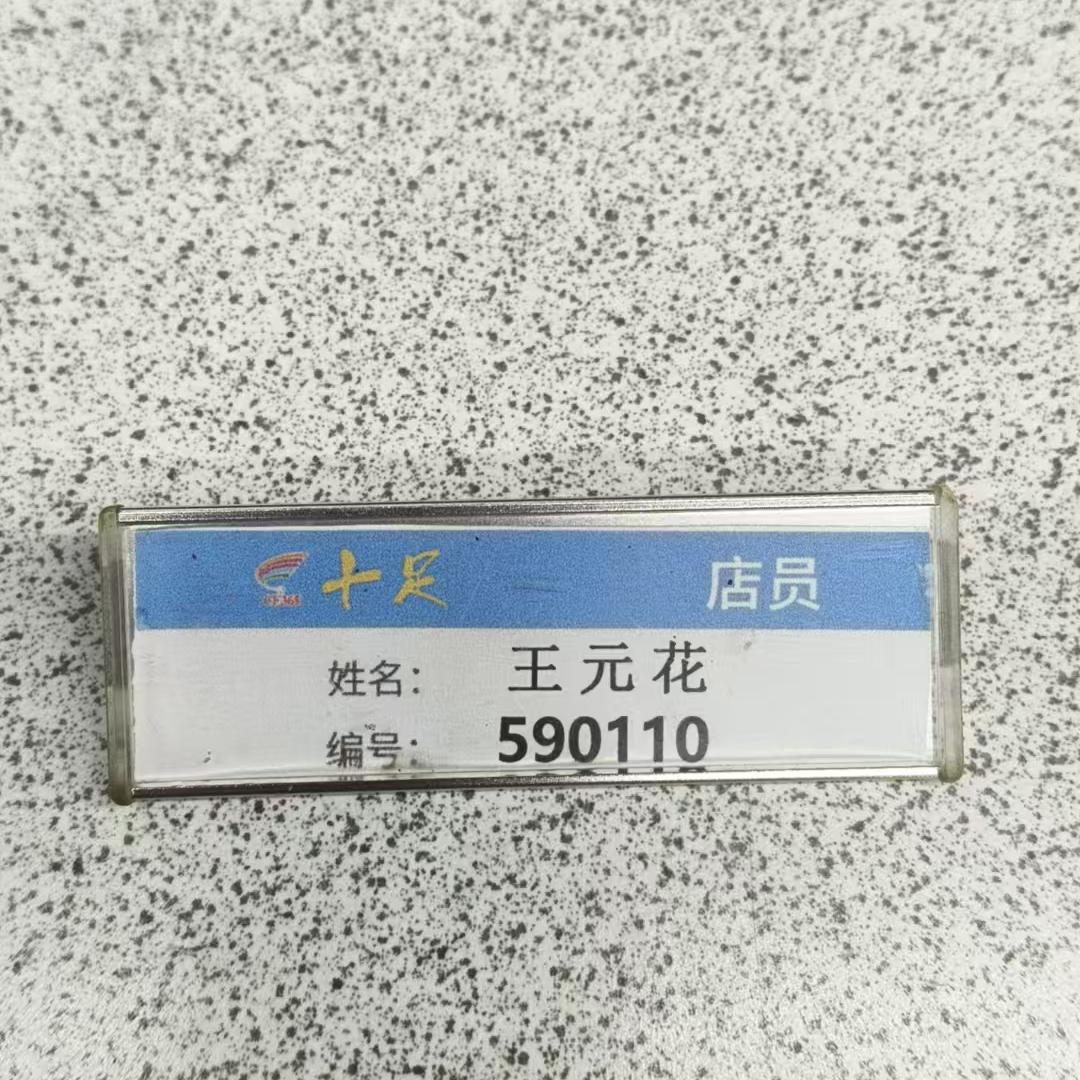 十足 店员
姓名： 王元花
编号： 590110